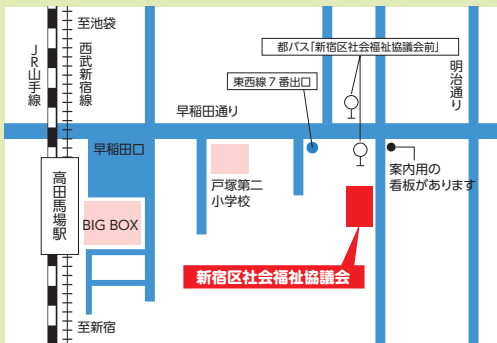 至池袋
JR山手線
西武新宿線
都バス「新宿区社会福祉協議会前」
東西線7番出口
明治通り
早稲田通り
早稲田口
高田馬場駅
戸塚第二
小学校
案内用の
看板があります
BIG BOX
新宿区社会福祉協議会
至新宿